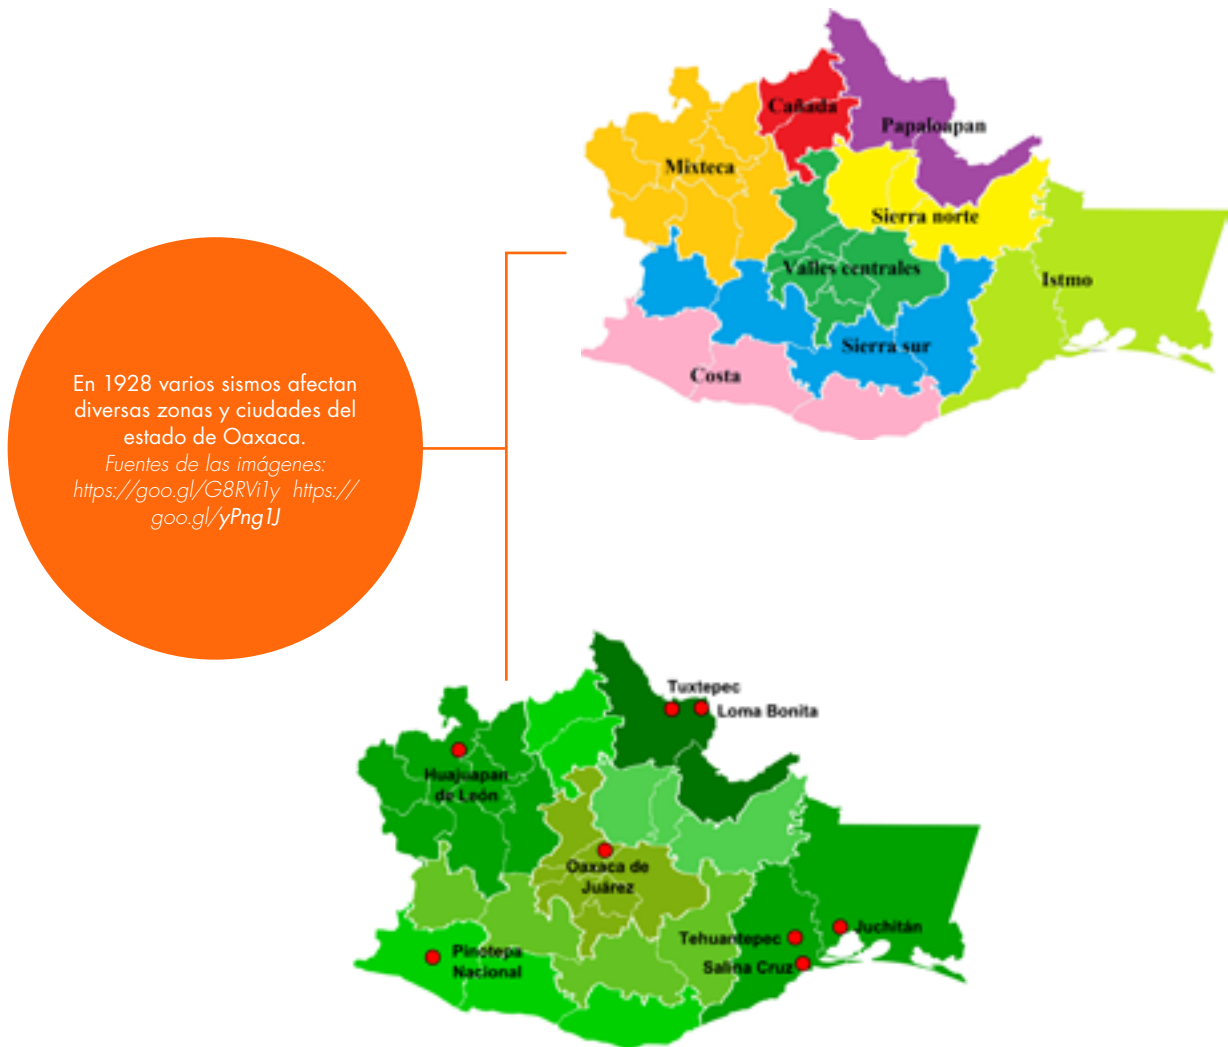 Cañada
Papaloapan
Mixteca
Sierra norte
Valles centrales
Istmo
Sierra sur
Costa
En 1928 varios sismos afectan
diversas zonas y ciudades del
estado de Oaxaca.
Fuentes de las imágenes:
https://goo.gl/G8RVi1y https://
goo.gl/yPng1J
Tuxtepec
Loma Bonita
Huajuapan
de León
Oaxaca de
Juárez
Tehuantepec
Juchitán
Salina Cruz
Pinotepa
Nacional